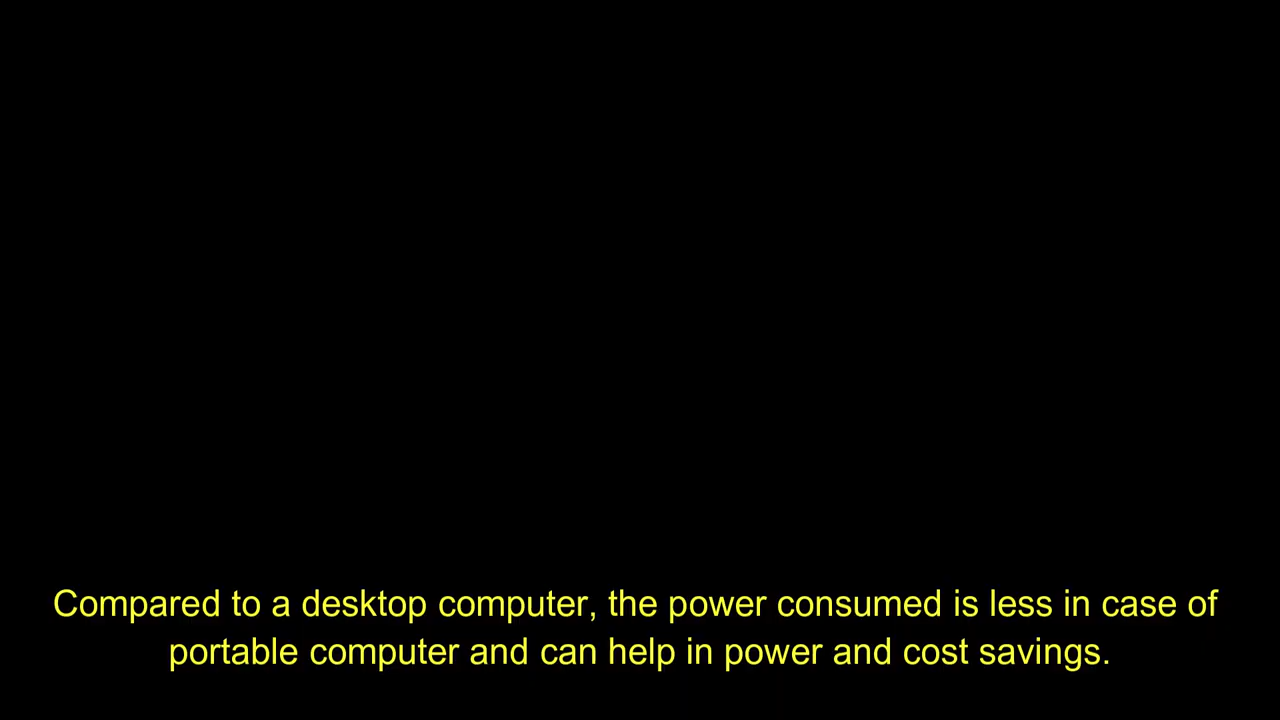 Compared to a desktop computer, the power consumed is less in case of
portable computer and can help in power and cost savings.